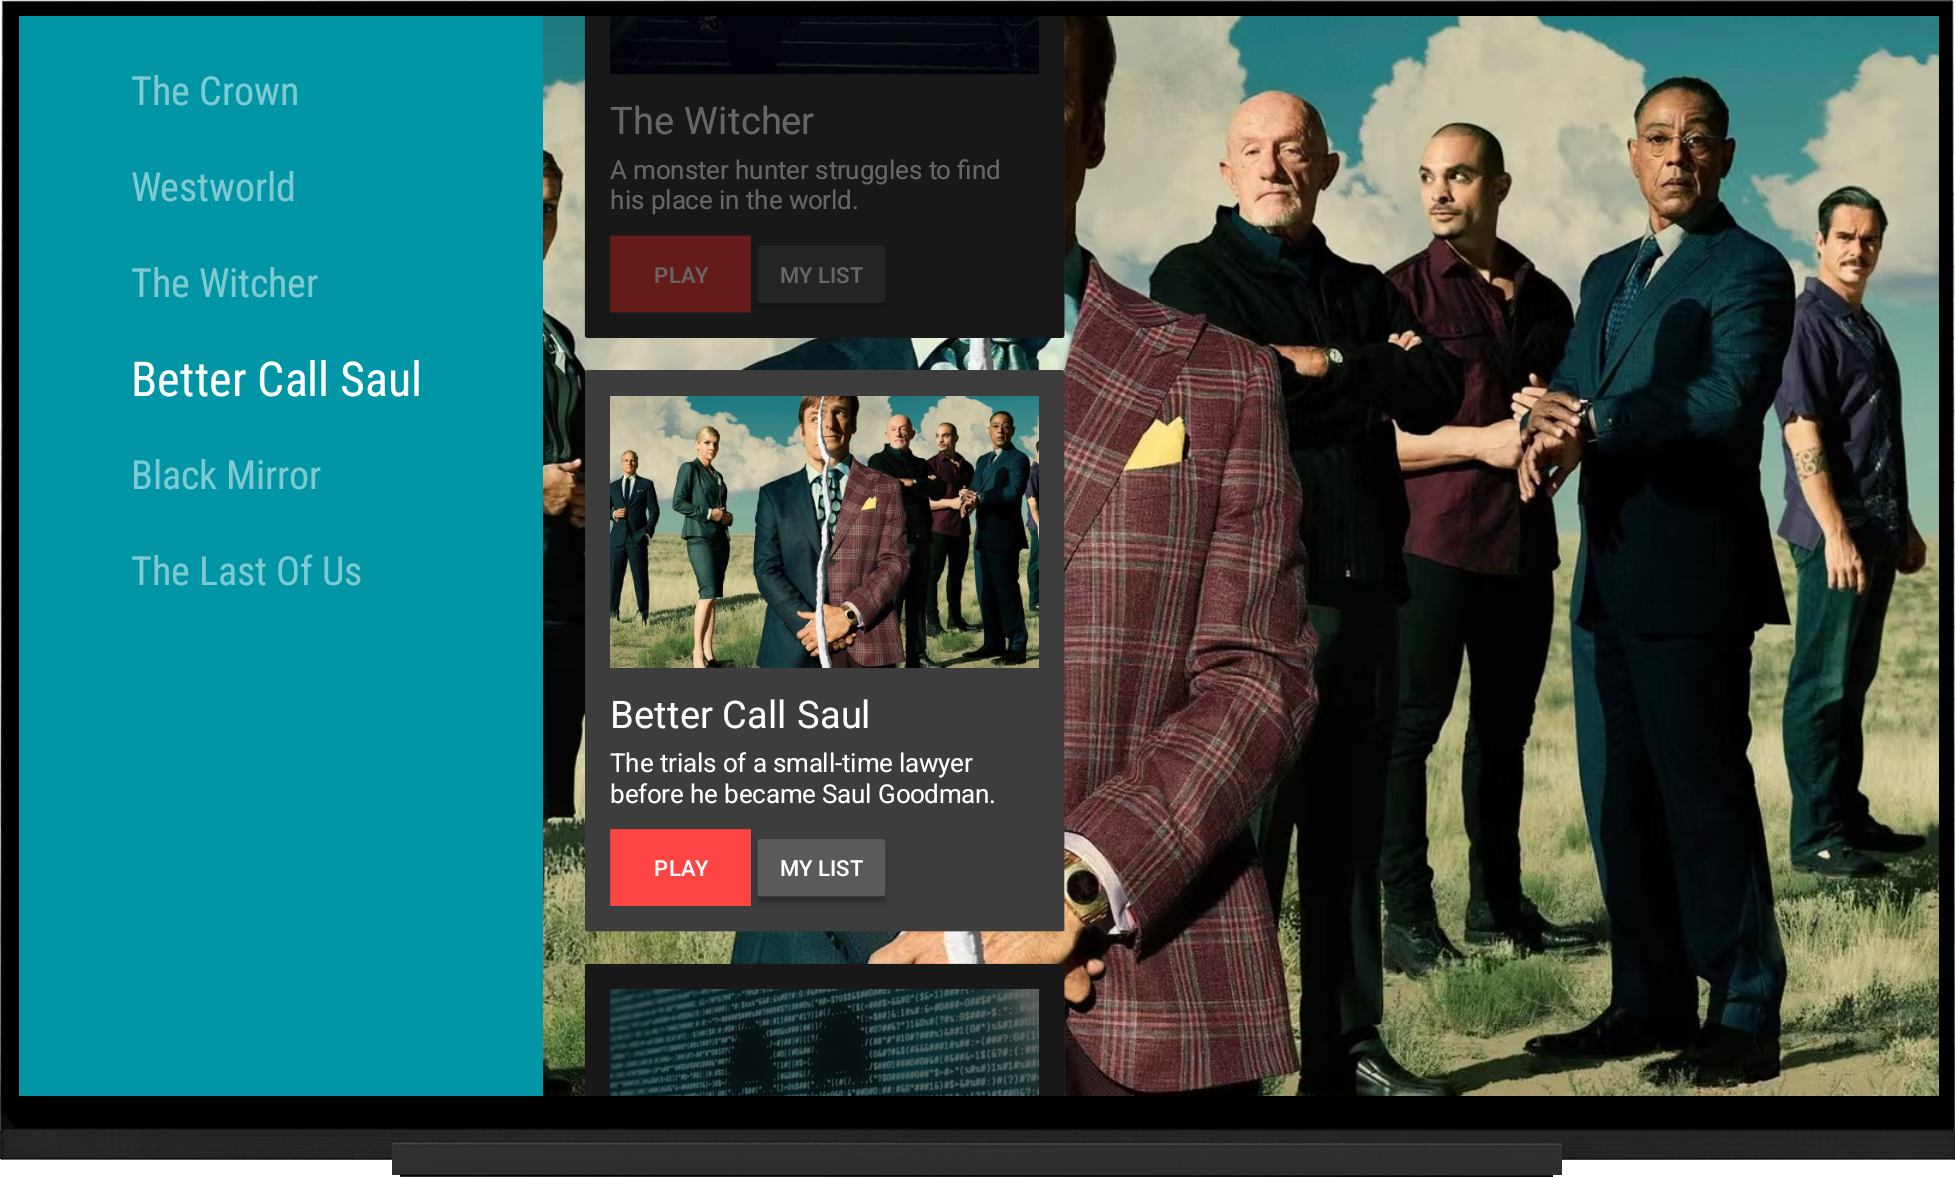 The Crown
Westworld
The Witcher
Better Call Saul
Black Mirror
The Last Of Us
The Witcher
A monster hunter struggles to find
his place in the world.
PLAY MY LIST
Better Call Saul
The trials of a small-time lawyer
before he became Saul Goodman.
PLAY MY LIST